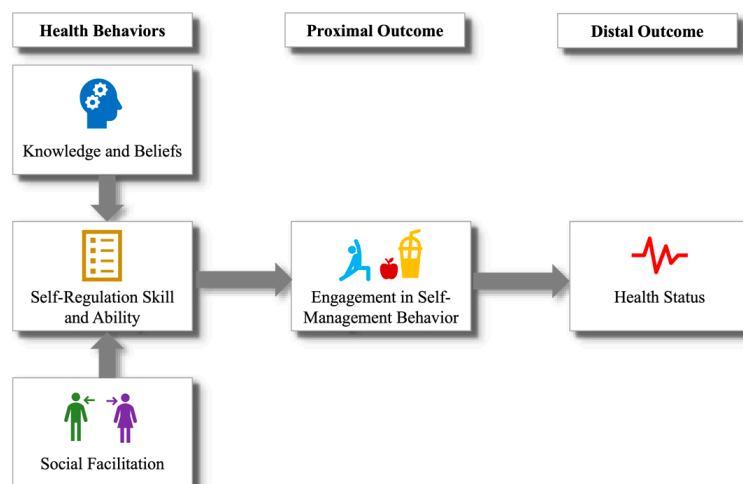 Health Behaviors
Proximal Outcome
Distal Outcome
Knowledge and Beliefs
Self-Regulation Skill
and Ability
Engagement in Self-
Management Behavior
Health Status
Social Facilitation